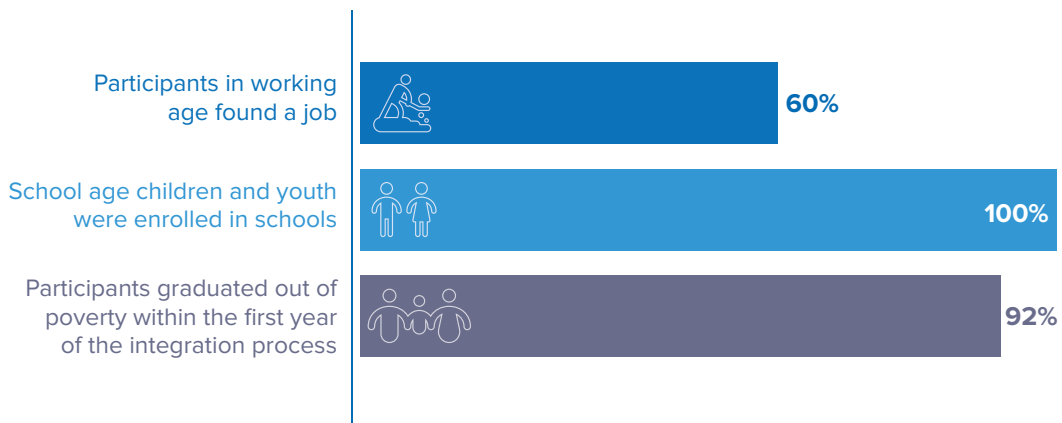 Participants in working
age found a job
60%
School age children and youth
were enrolled in schools
100%
Participants graduated out of
poverty within the first year
of the integration process
92%